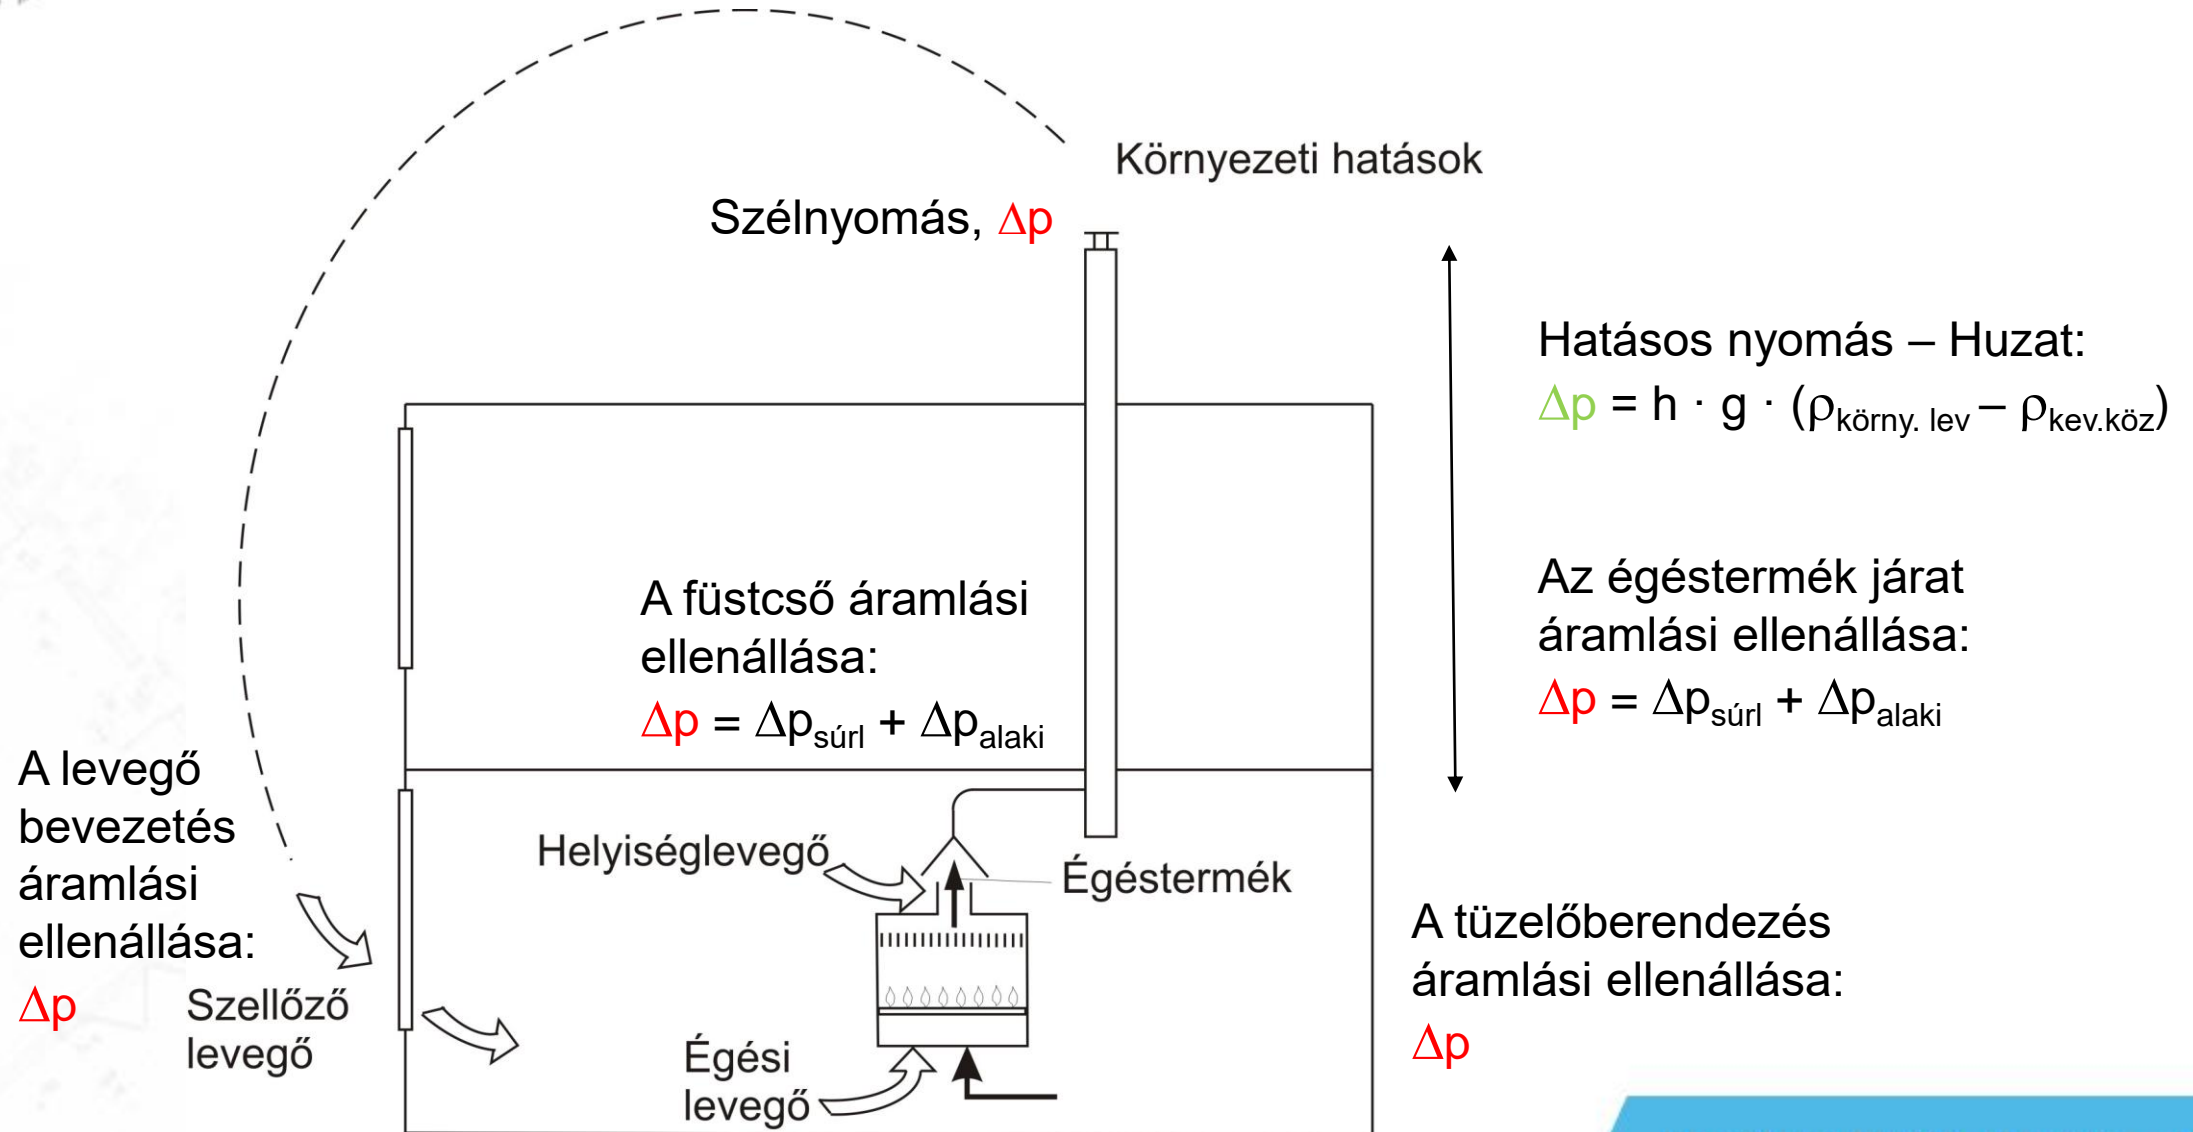 Környezeti hatások
Szélnyomás, Δp
Hatásos nyomás – Huzat:
Δp = h · g · (ρkörny. lev – ρkev.köz)
A füstcső áramlási
ellenállása:
Δp = Δpsúrl + Δpalaki
Az égéstermék járat
áramlási ellenállása:
Δp = Δpsúrl + Δpalaki
A levegő
bevezetés
áramlási
ellenállása:
Δp
Szellőző
levegő
Helyiséglevegő
Égéstermék
Égési
levegő
A tüzelőberendezés
áramlási ellenállása:
Δp